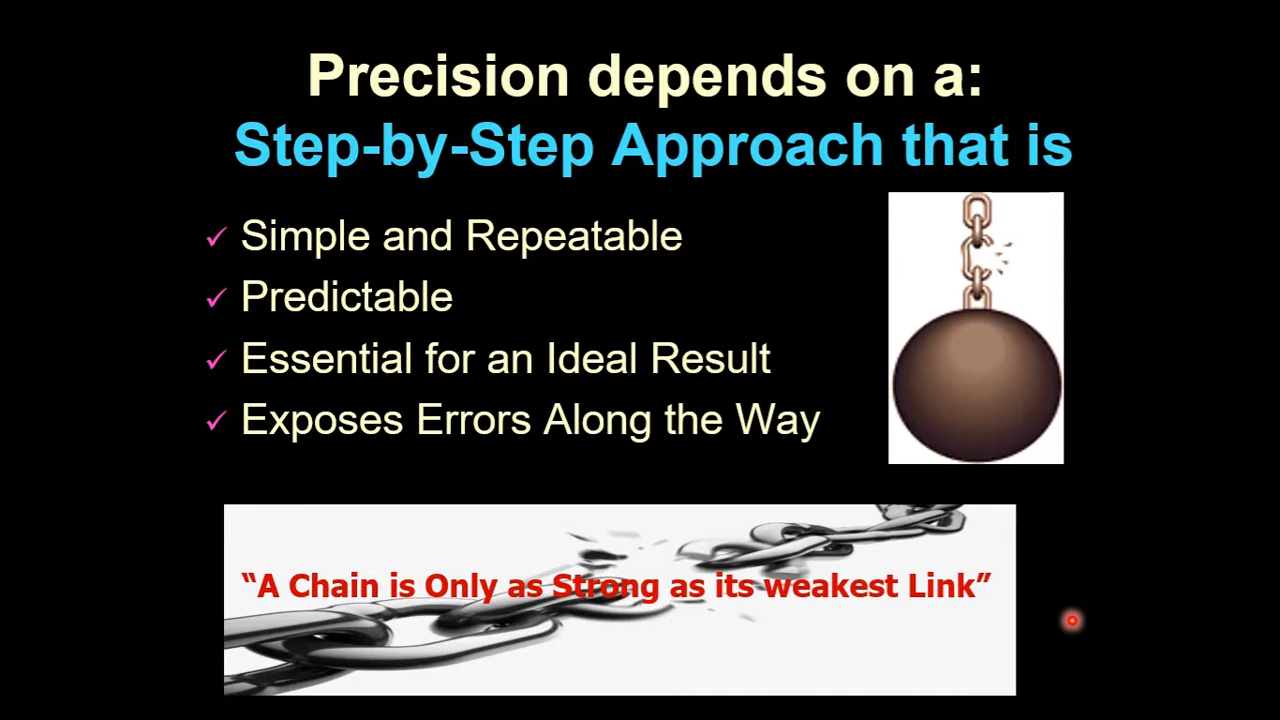 Precision depends on a:
Step-by-Step Approach that is
✓ Simple and Repeatable
✓ Predictable
✓ Essential for an Ideal Result
✓ Exposes Errors Along the Way
“A Chain is Only as Strong as its weakest Link”